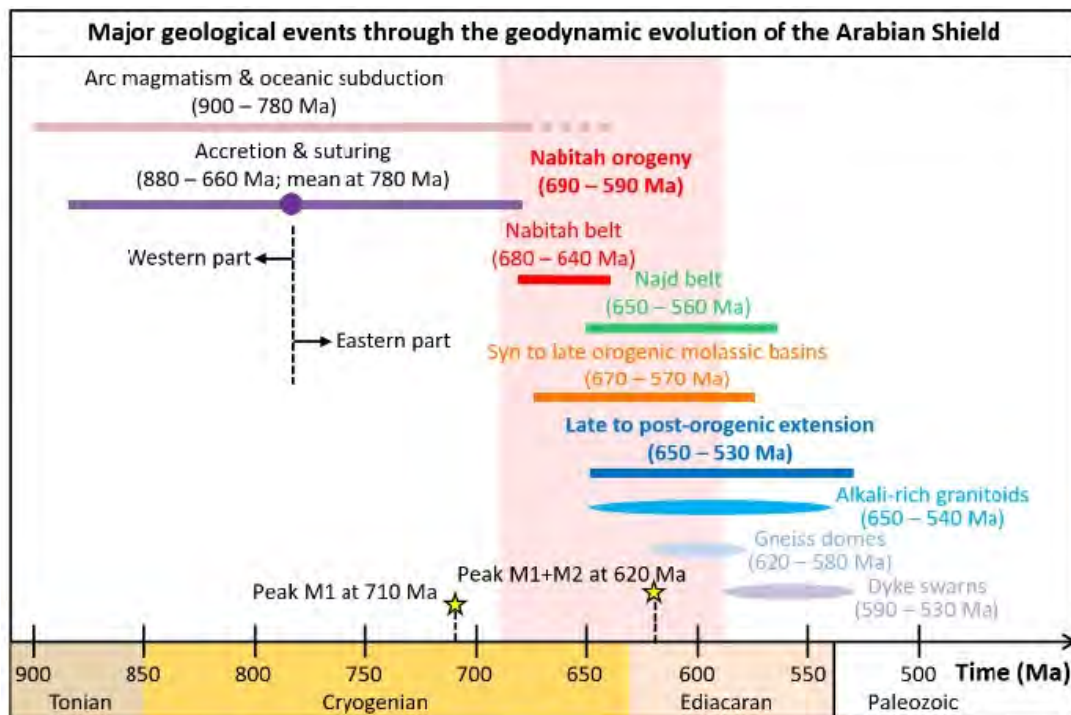 Major geological events through the geodynamic evolution of the Arabian Shield
Arc magmatism & oceanic subduction
(900 – 780 Ma)
Accretion & suturing
(880 – 660 Ma; mean at 780 Ma)
Nabitah orogeny
(690 – 590 Ma)
Nabitah belt
(680 – 640 Ma)
Western part
Najd belt
(650 – 560 Ma)
Eastern part
Syn to late orogenic molassic basins
(670 – 570 Ma)
Late to post-orogenic extension
(650 – 530 Ma)
Alkali-rich granitoids
(650 – 540 Ma)
Gneiss domes
(620 – 580 Ma)
Peak M1 at 710 Ma
Peak M1+M2 at 620 Ma
Dyke swarns
(590 – 530 Ma)
900 850 800 750 700 650 600 550 500 Time (Ma)
Tonian Cryogenian Ediacaran Paleozoic